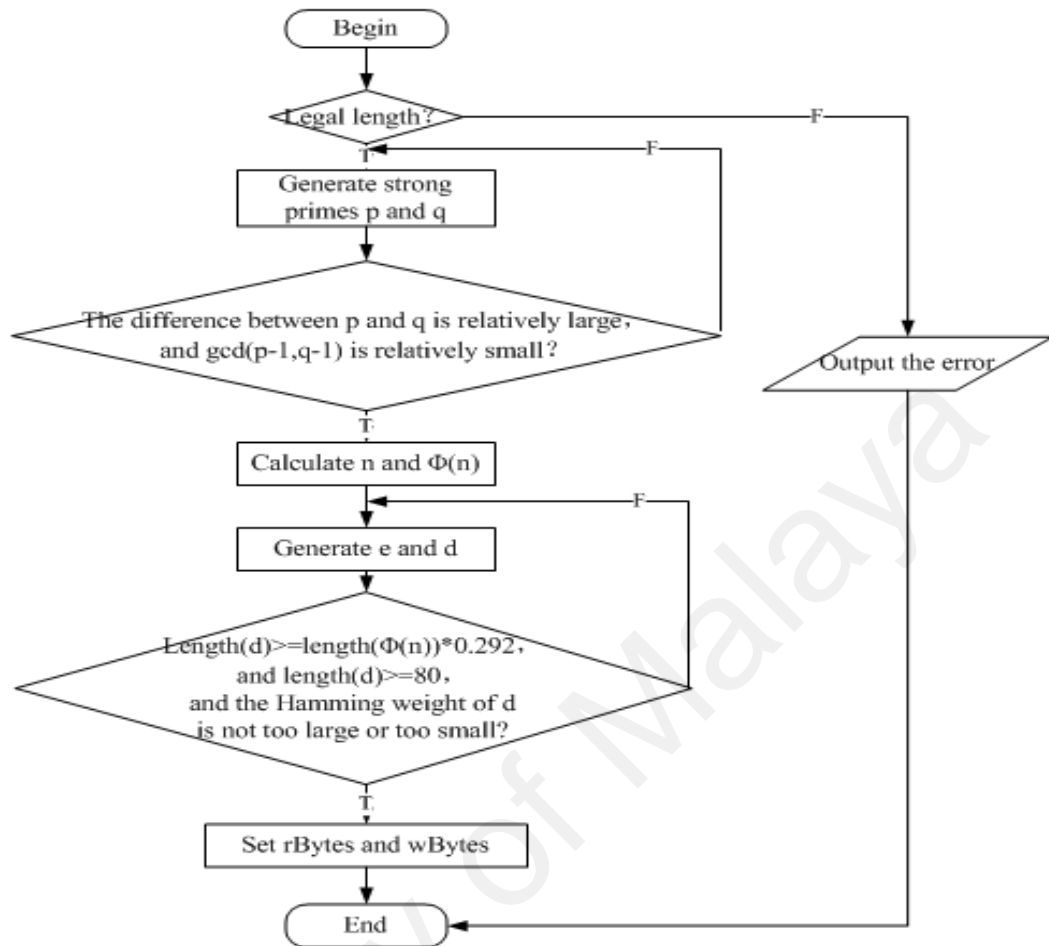 Begin
Legal length?
F
T
F
Generate strong
primes p and q
The difference between p and q is relatively large,
and gcd(p-1,q-1) is relatively small?
Output the error
T
Calculate n and Φ(n)
F
Generate e and d
Length(d)>=length(Φ(n))*0.292,
and length(d)>=80,
and the Hamming weight of d
is not too large or too small?
T
Set rBytes and wBytes
End
of Malaya